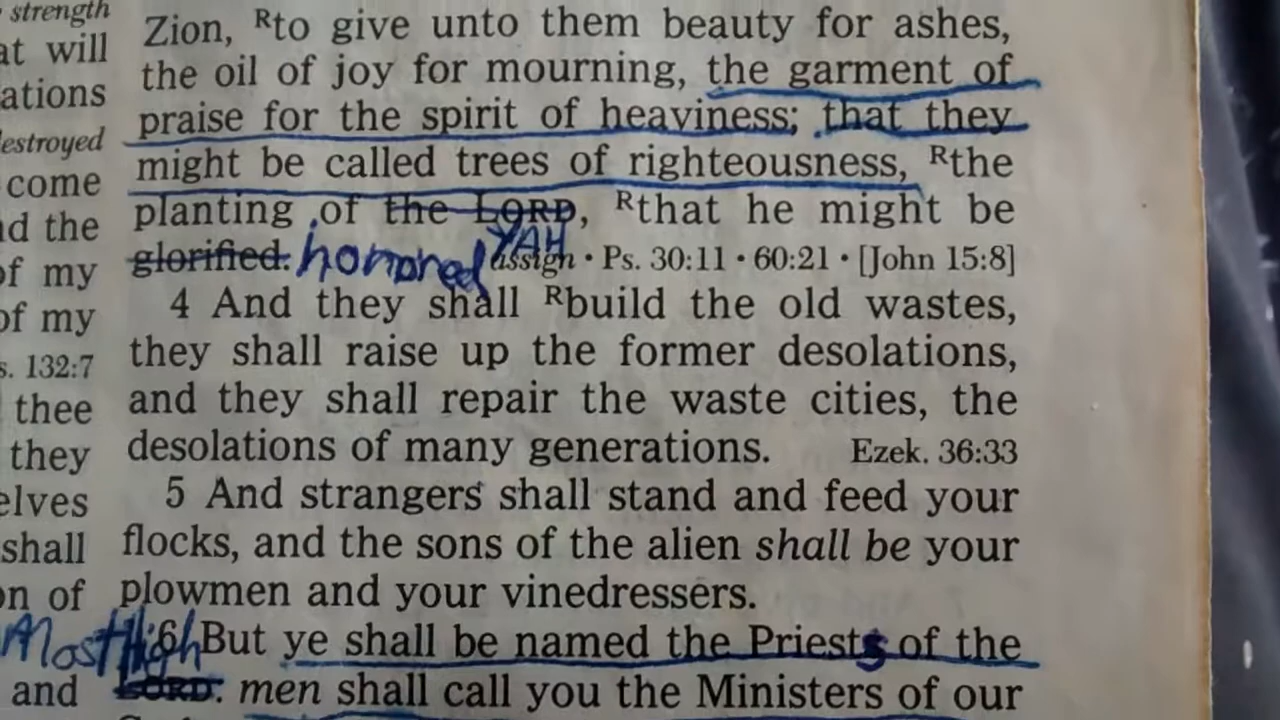 strength
at will
ations
estroyed
come
nd the
of my
of my
s. 132:7
thee
they
elves
shall
on of
and
Zion, ᴿto give unto them beauty for ashes,
the oil of joy for mourning, the garment of
praise for the spirit of heaviness; that they
might be called trees of righteousness, ᴿthe
planting of the LORD, ᴿthat he might be
YAH
glorified. honored assign · Ps. 30:11 · 60:21 · [John 15:8]
4 And they shall ᴿbuild the old wastes,
they shall raise up the former desolations,
and they shall repair the waste cities, the
desolations of many generations. Ezek. 36:33
5 And strangers shall stand and feed your
flocks, and the sons of the alien shall be your
plowmen and your vinedressers.
Most High 6 But ye shall be named the Priests of the
LORD: men shall call you the Ministers of our